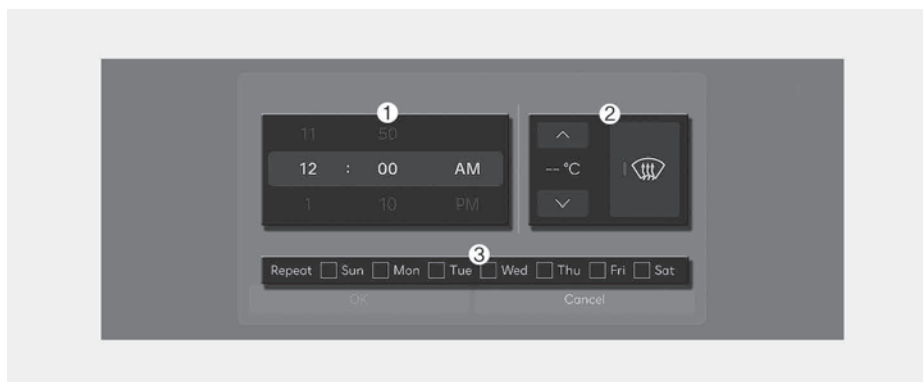 1
2
11 50
12 : 00 AM
1 10 PM
-- °C
3
Repeat Sun Mon Tue Wed Thu Fri Sat
OK Cancel